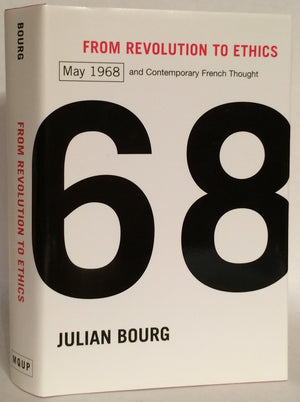 BOURG
FROM REVOLUTION TO ETHICS
MQUP
FROM REVOLUTION TO ETHICS
May 1968 and Contemporary French Thought
68
JULIAN BOURG